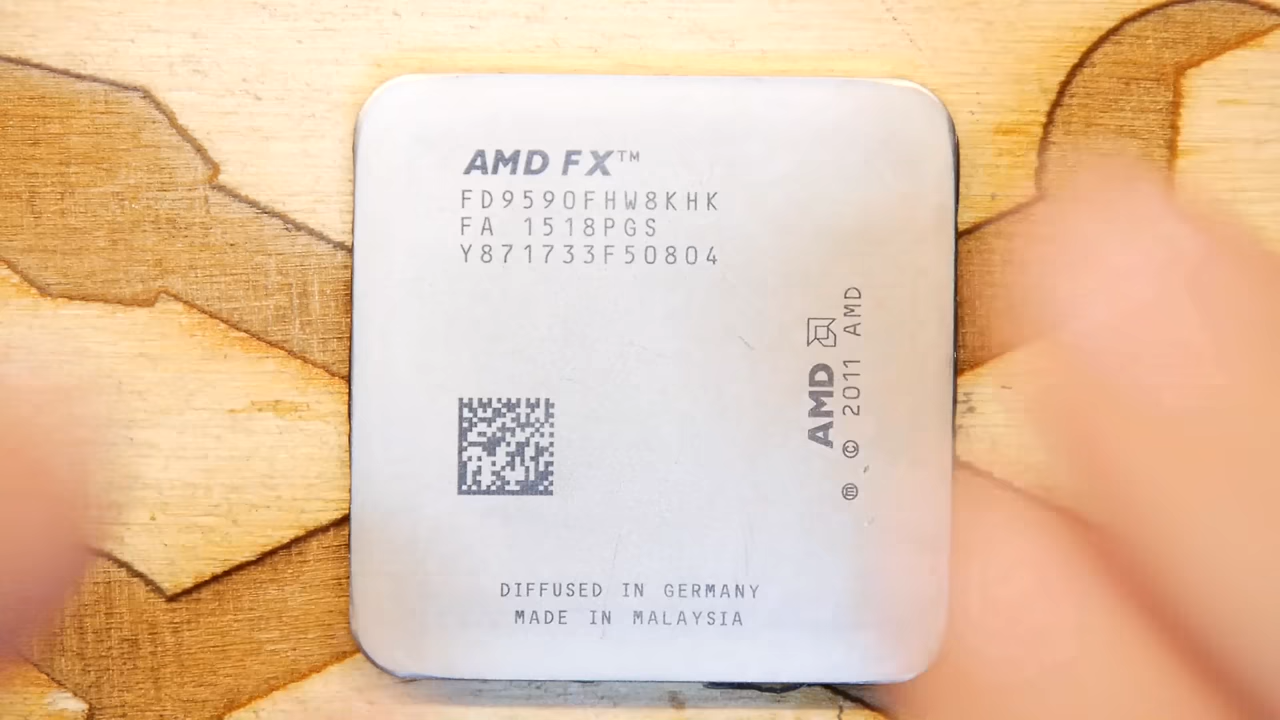 AMD FX™
FD9590FHW8KHK
FA 1518PGS
Y871733F50804
AMD
ⓜ . © 2011 AMD
DIFFUSED IN GERMANY
MADE IN MALAYSIA